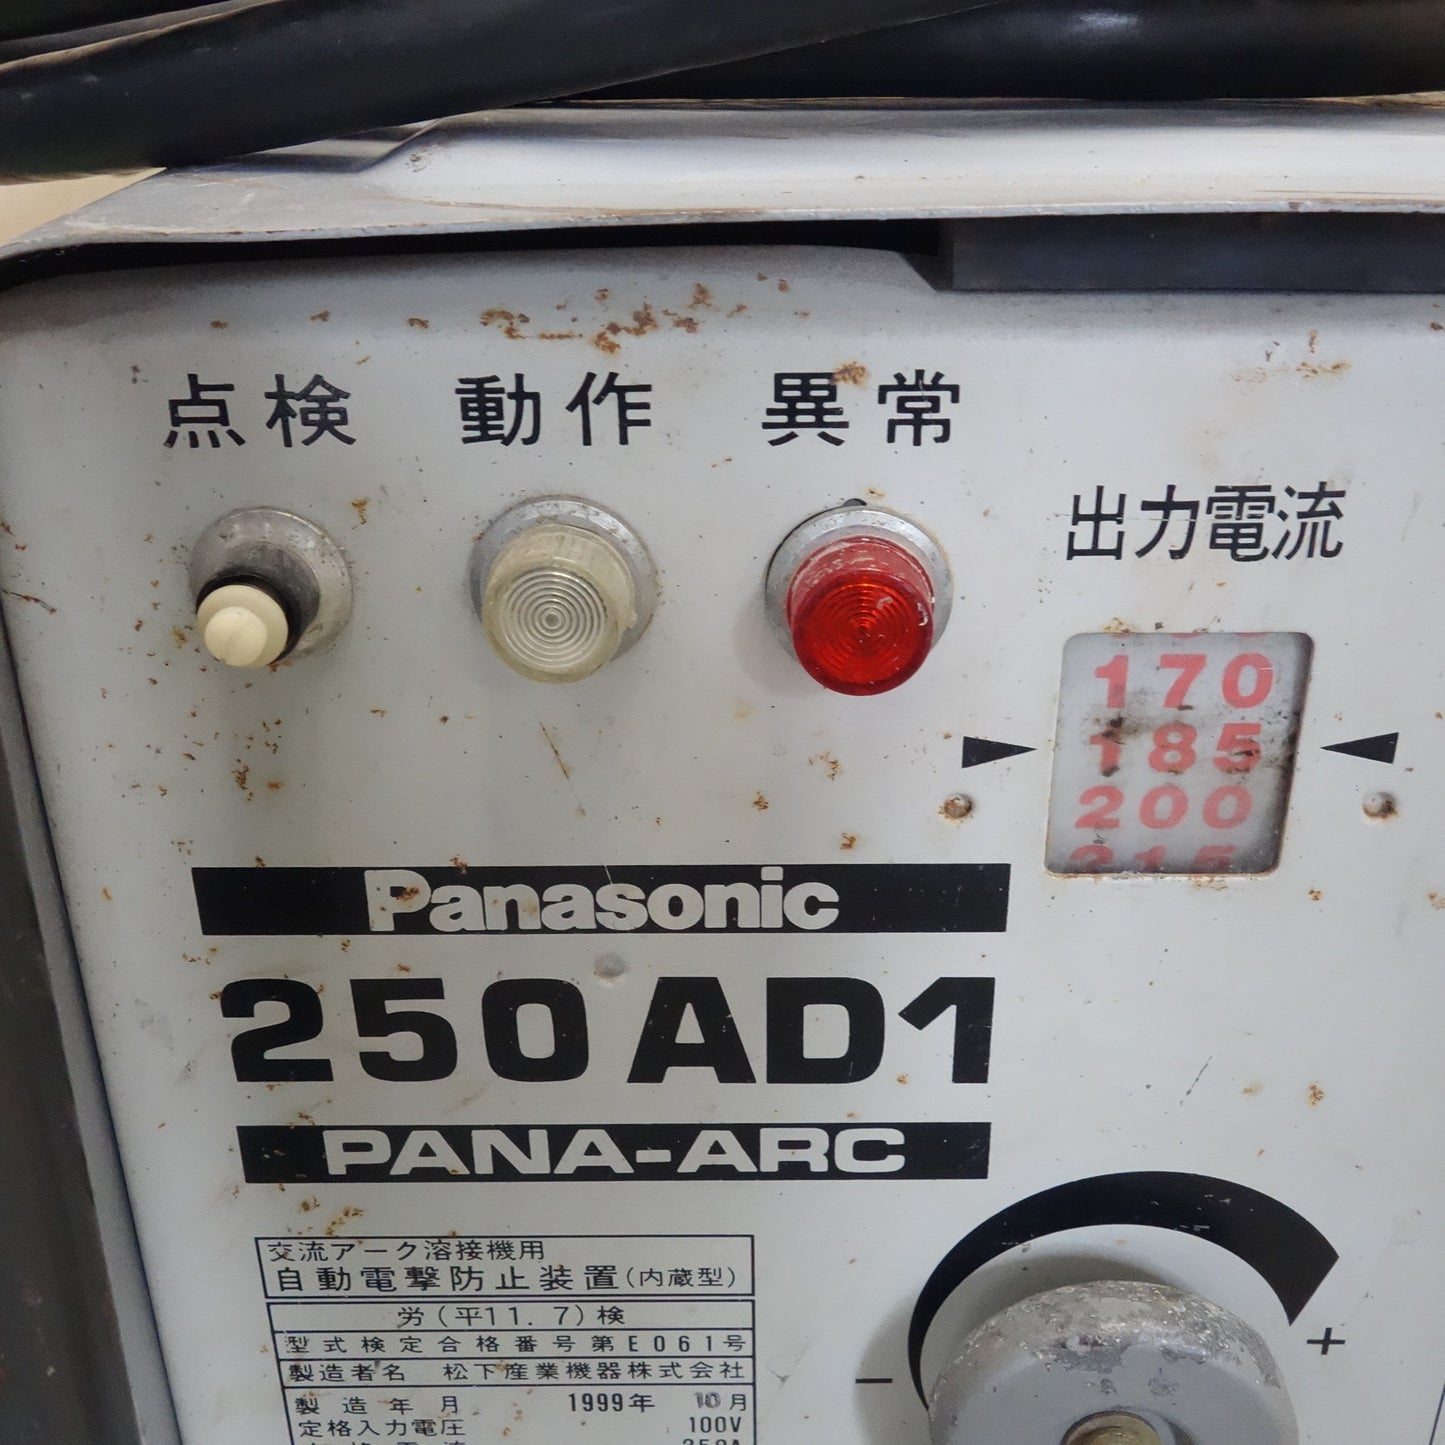 点検 動作 異常
出力電流
170
185
200
215
Panasonic
250AD1
PANA-ARC
交流アーク溶接機用
自動電撃防止装置(内蔵型)
労(平11.7)検
型式検定合格番号第E061号
製造者名 松下産業機器株式会社
製造年月 1999年 10月
定格入力電圧 100V
- +